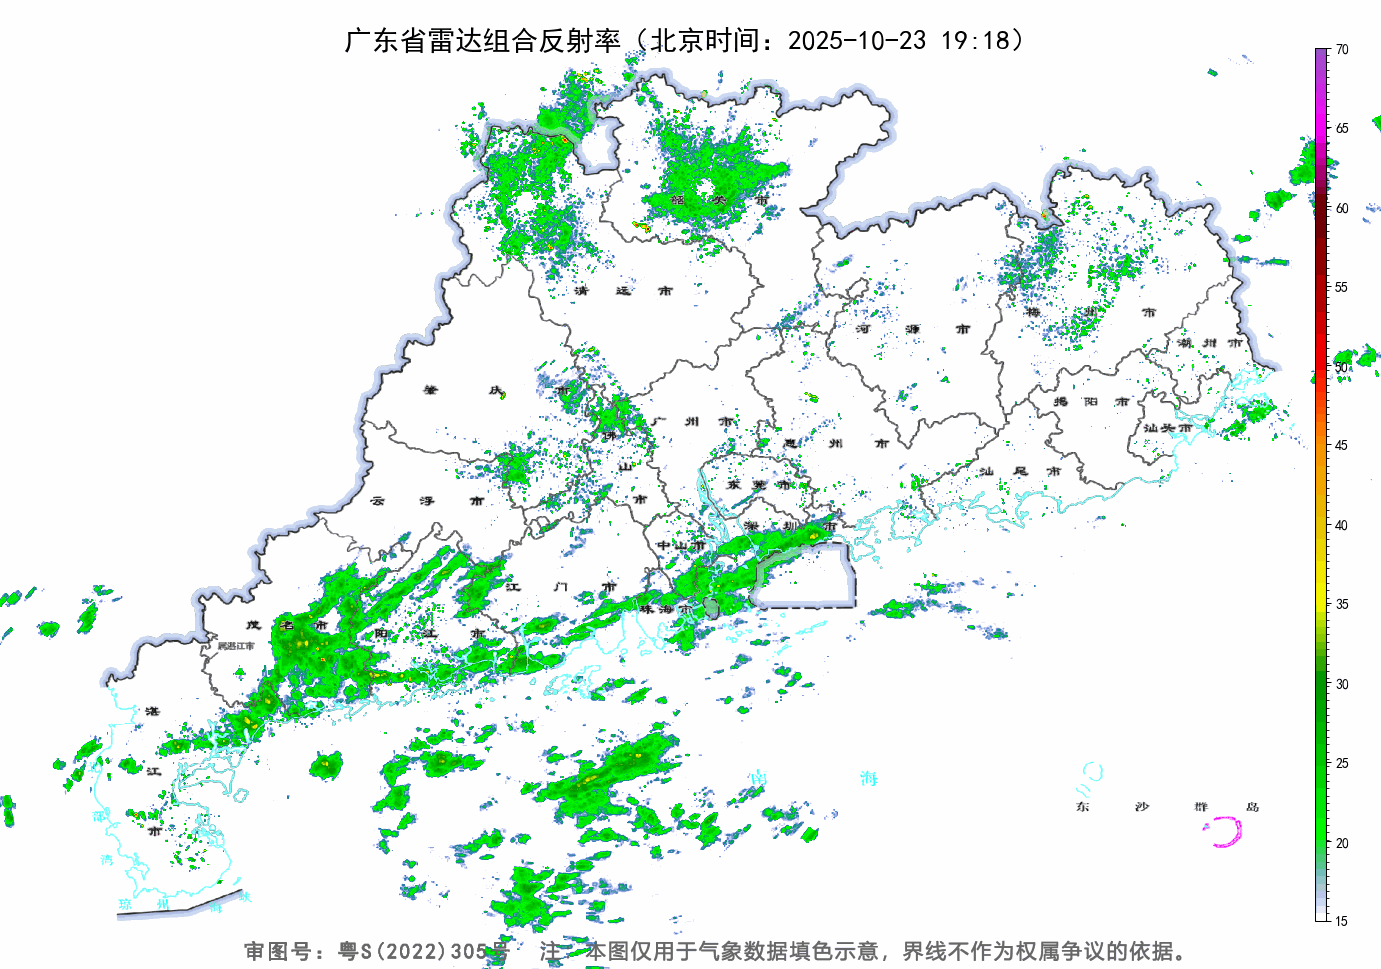 广东省雷达组合反射率（北京时间：2025-10-23 19:18）
70
65
60
55
50
45
40
35
30
25
20
15
韶关市
清远市
河源市
梅州市
潮州市
肇庆市
广州市
佛山市
惠州市
揭阳市
汕头市
汕尾市
云浮市
东莞市
深圳市
中山市
江门市
珠海市
茂名市
阳江市
属湛江市
湛江市
南海
东沙群岛
北部湾
琼州海峡
审图号：粤S(2022)305号 注：本图仅用于气象数据填色示意，界线不作为权属争议的依据。